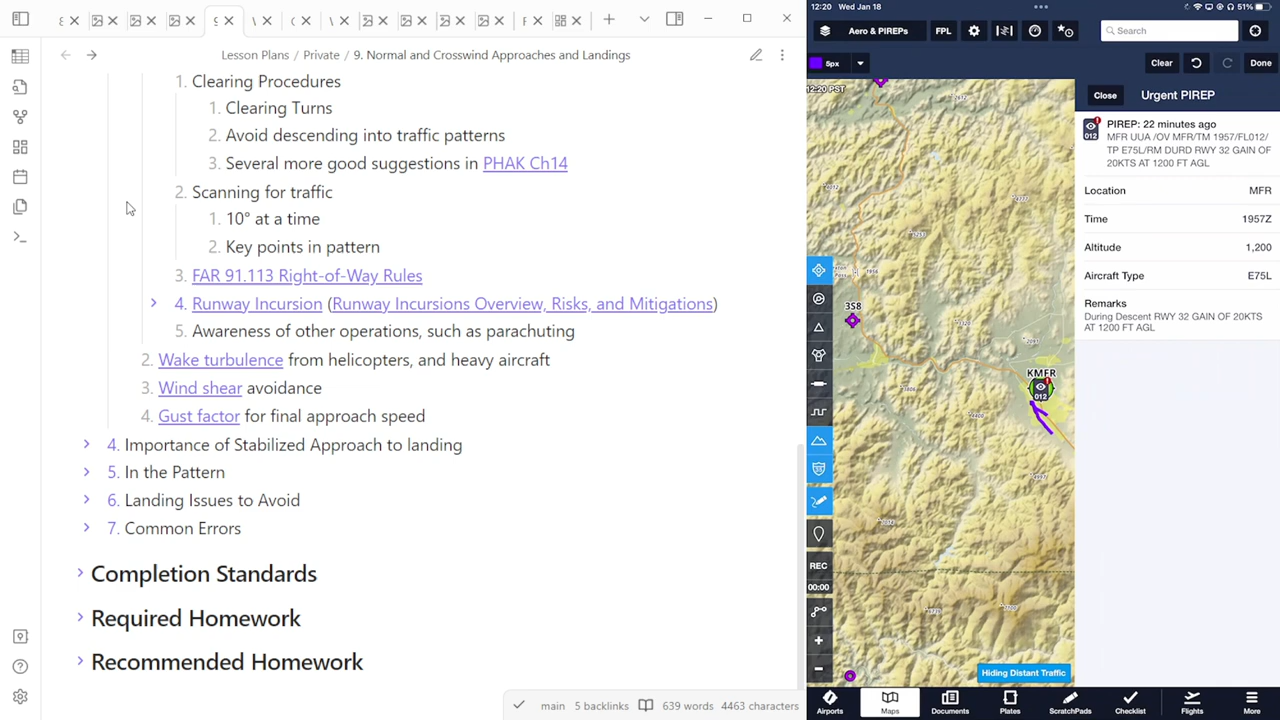 Lesson Plans / Private / 9. Normal and Crosswind Approaches and Landings
1. Clearing Procedures
1. Clearing Turns
2. Avoid descending into traffic patterns
3. Several more good suggestions in PHAK Ch14
2. Scanning for traffic
1. 10° at a time
2. Key points in pattern
3. FAR 91.113 Right-of-Way Rules
4. Runway Incursion (Runway Incursions Overview, Risks, and Mitigations)
5. Awareness of other operations, such as parachuting
2. Wake turbulence from helicopters, and heavy aircraft
3. Wind shear avoidance
4. Gust factor for final approach speed
4. Importance of Stabilized Approach to landing
5. In the Pattern
6. Landing Issues to Avoid
7. Common Errors
Completion Standards
Required Homework
Recommended Homework
main 5 backlinks 639 words 4463 characters
12:20 Wed Jan 18
51%
Aero & PIREPs
FPL
Search
5px
Clear
Done
12:20 PST
3S8
KMFR
012
REC
00:00
Hiding Distant Traffic
Close
Urgent PIREP
012
PIREP: 22 minutes ago
MFR UUA /OV MFR/TM 1957/FL012/
TP E75L/RM DURD RWY 32 GAIN OF
20KTS AT 1200 FT AGL
Location MFR
Time 1957Z
Altitude 1,200
Aircraft Type E75L
Remarks
During Descent RWY 32 GAIN OF 20KTS
AT 1200 FT AGL
Airports
Maps
Documents
Plates
ScratchPads
Checklist
Flights
More